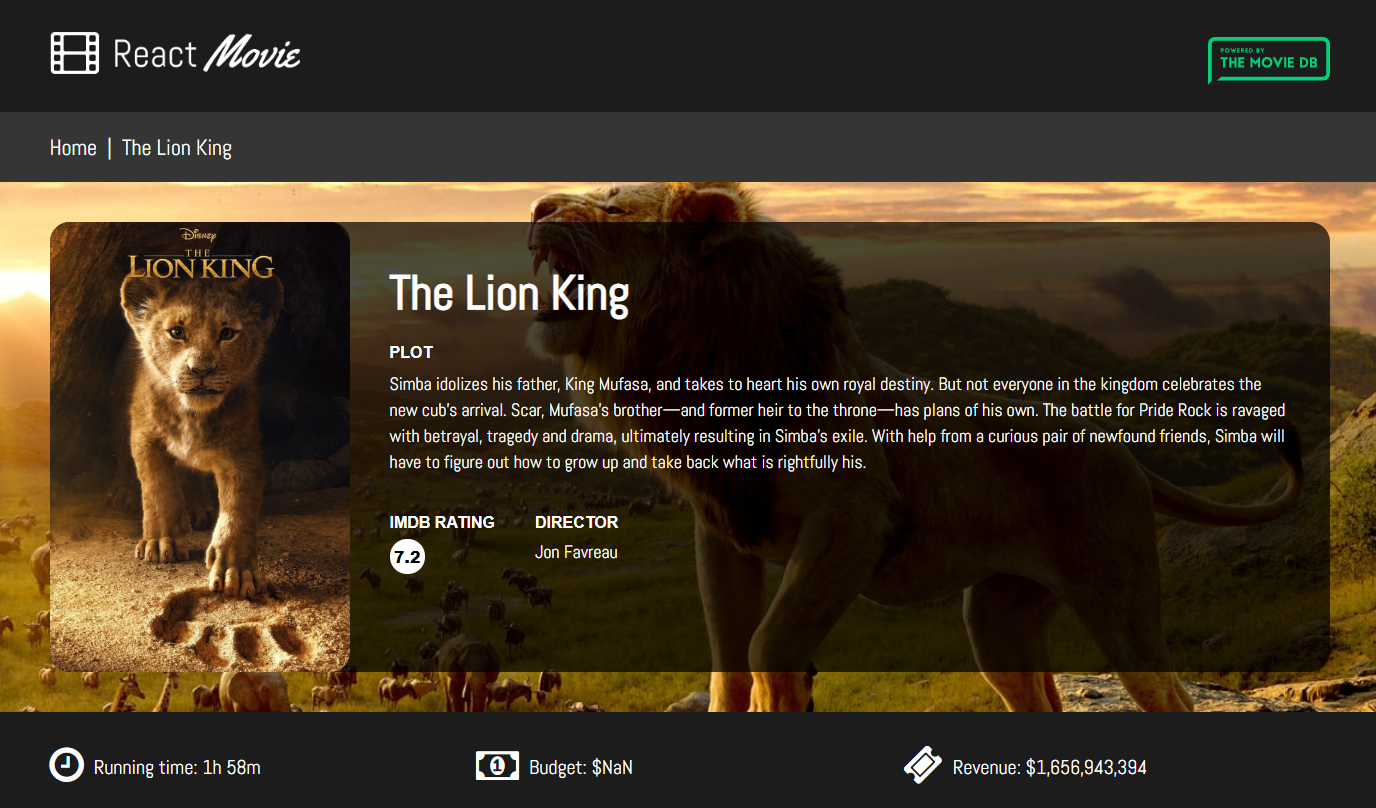 React Movie
POWERED BY
THE MOVIE DB
Home | The Lion King
Disney
THE
LION KING
The Lion King
PLOT
Simba idolizes his father, King Mufasa, and takes to heart his own royal destiny. But not everyone in the kingdom celebrates the
new cub's arrival. Scar, Mufasa's brother—and former heir to the throne—has plans of his own. The battle for Pride Rock is ravaged
with betrayal, tragedy and drama, ultimately resulting in Simba's exile. With help from a curious pair of newfound friends, Simba will
have to figure out how to grow up and take back what is rightfully his.
IMDB RATING
7.2
DIRECTOR
Jon Favreau
Running time: 1h 58m
1
Budget: $NaN
Revenue: $1,656,943,394